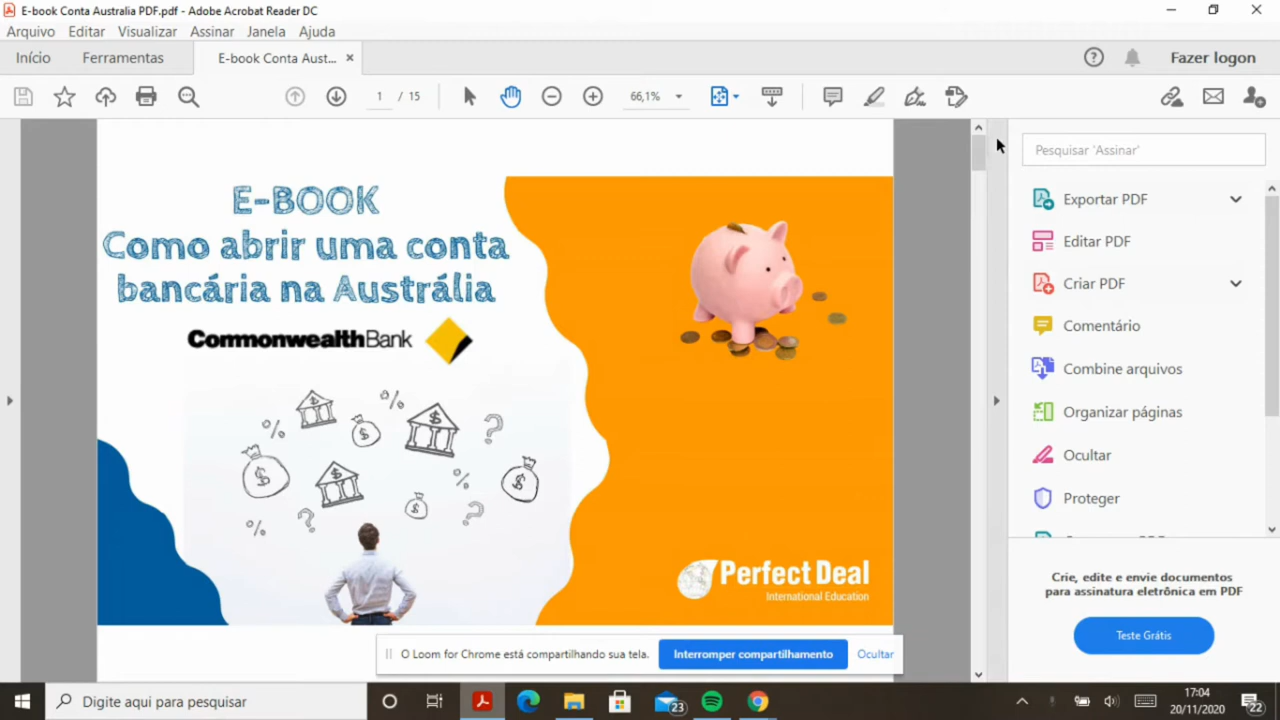 E-book Conta Australia PDF.pdf - Adobe Acrobat Reader DC
Arquivo Editar Visualizar Assinar Janela Ajuda
Início Ferramentas E-book Conta Aust... × Fazer logon
1 / 15 66,1%
Pesquisar 'Assinar'
Exportar PDF
Editar PDF
Criar PDF
Comentário
Combine arquivos
Organizar páginas
Ocultar
Proteger
Crie, edite e envie documentos
para assinatura eletrônica em PDF
Teste Grátis
E-BOOK
Como abrir uma conta
bancária na Austrália
CommonwealthBank
Perfect Deal
International Education
O Loom for Chrome está compartilhando sua tela. Interromper compartilhamento Ocultar
Digite aqui para pesquisar
23
17:04
20/11/2020
22